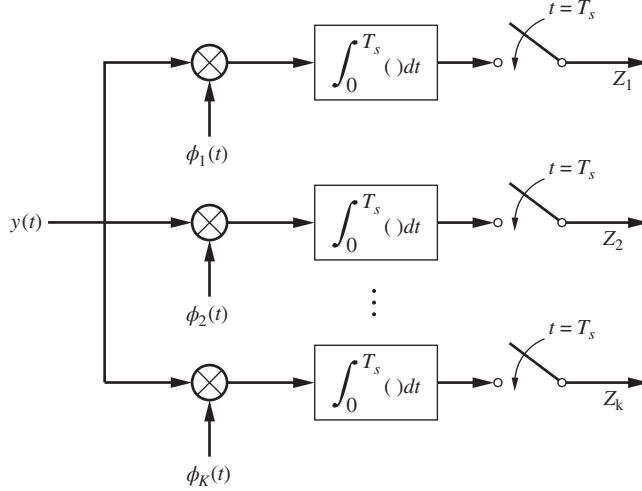 t = T_s
∫_0^{T_s} ( )dt
Z_1
ϕ_1(t)
t = T_s
y(t)
∫_0^{T_s} ( )dt
Z_2
ϕ_2(t)
⋮
t = T_s
∫_0^{T_s} ( )dt
Z_k
ϕ_K(t)